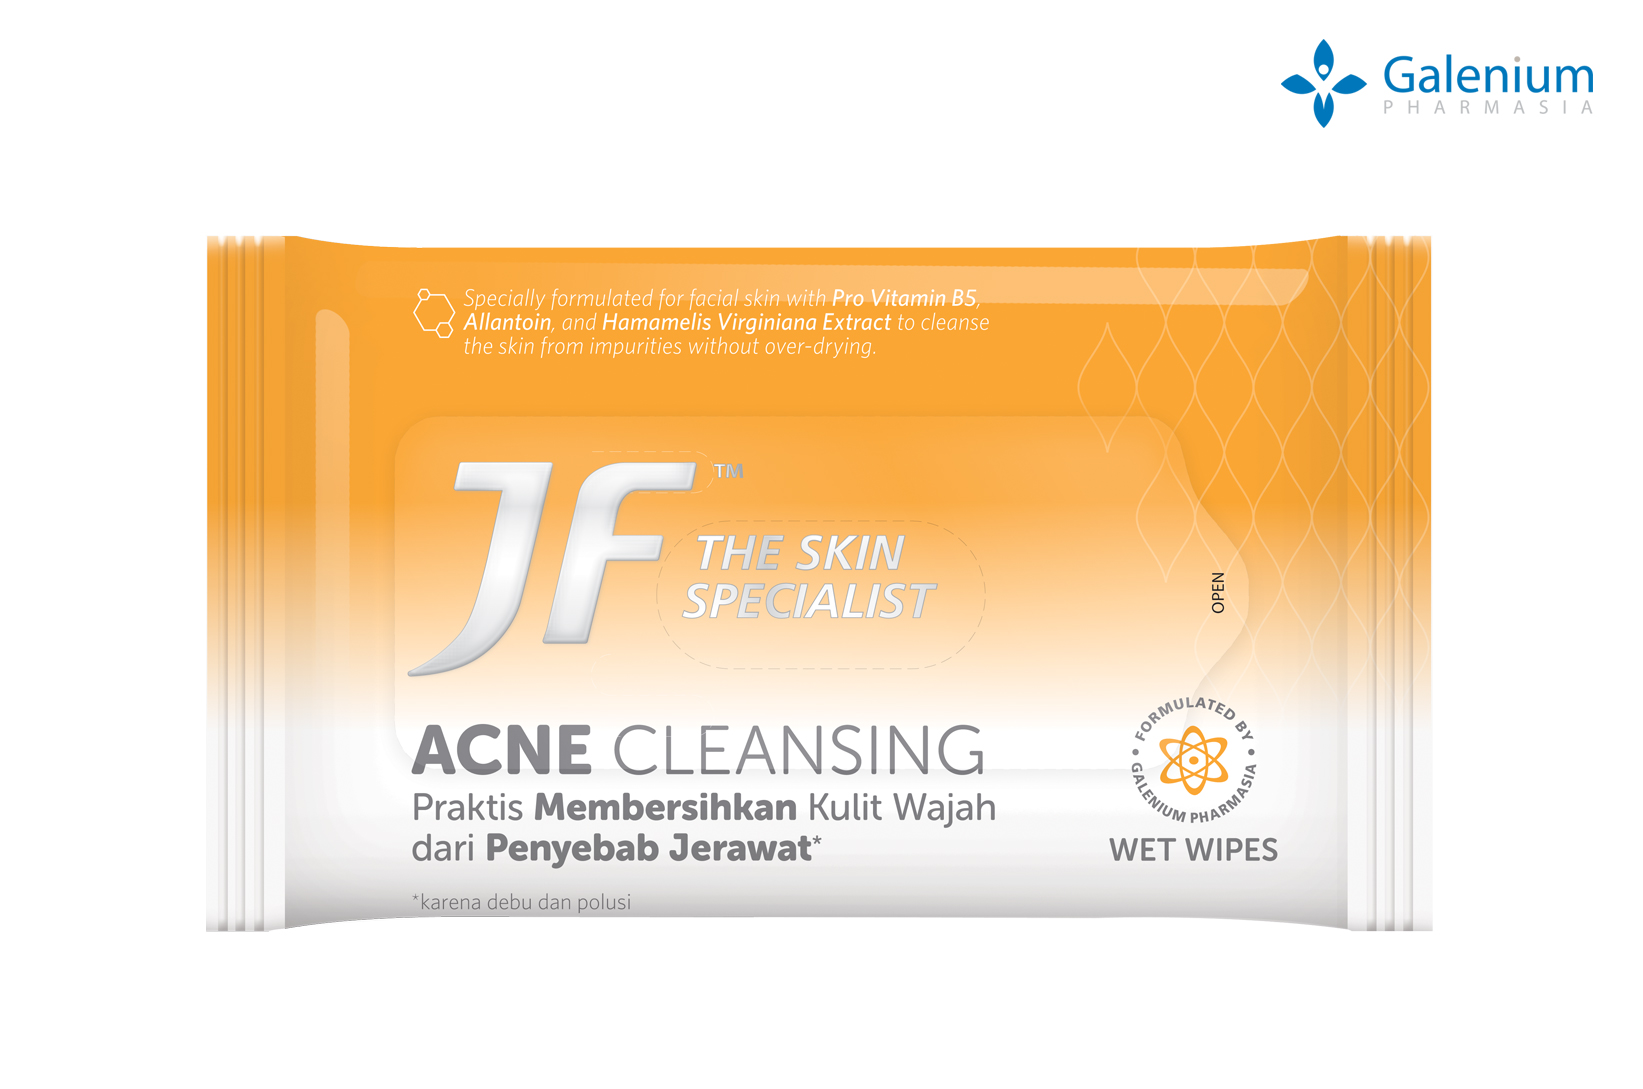 Galenium
PHARMASIA
Specially formulated for facial skin with Pro Vitamin B5,
Allantoin, and Hamamelis Virginiana Extract to cleanse
the skin from impurities without over-drying.
JF™
THE SKIN
SPECIALIST
OPEN
ACNE CLEANSING
Praktis Membersihkan Kulit Wajah
dari Penyebab Jerawat*
*karena debu dan polusi
• FORMULATED BY •
GALENIUM PHARMASIA
WET WIPES